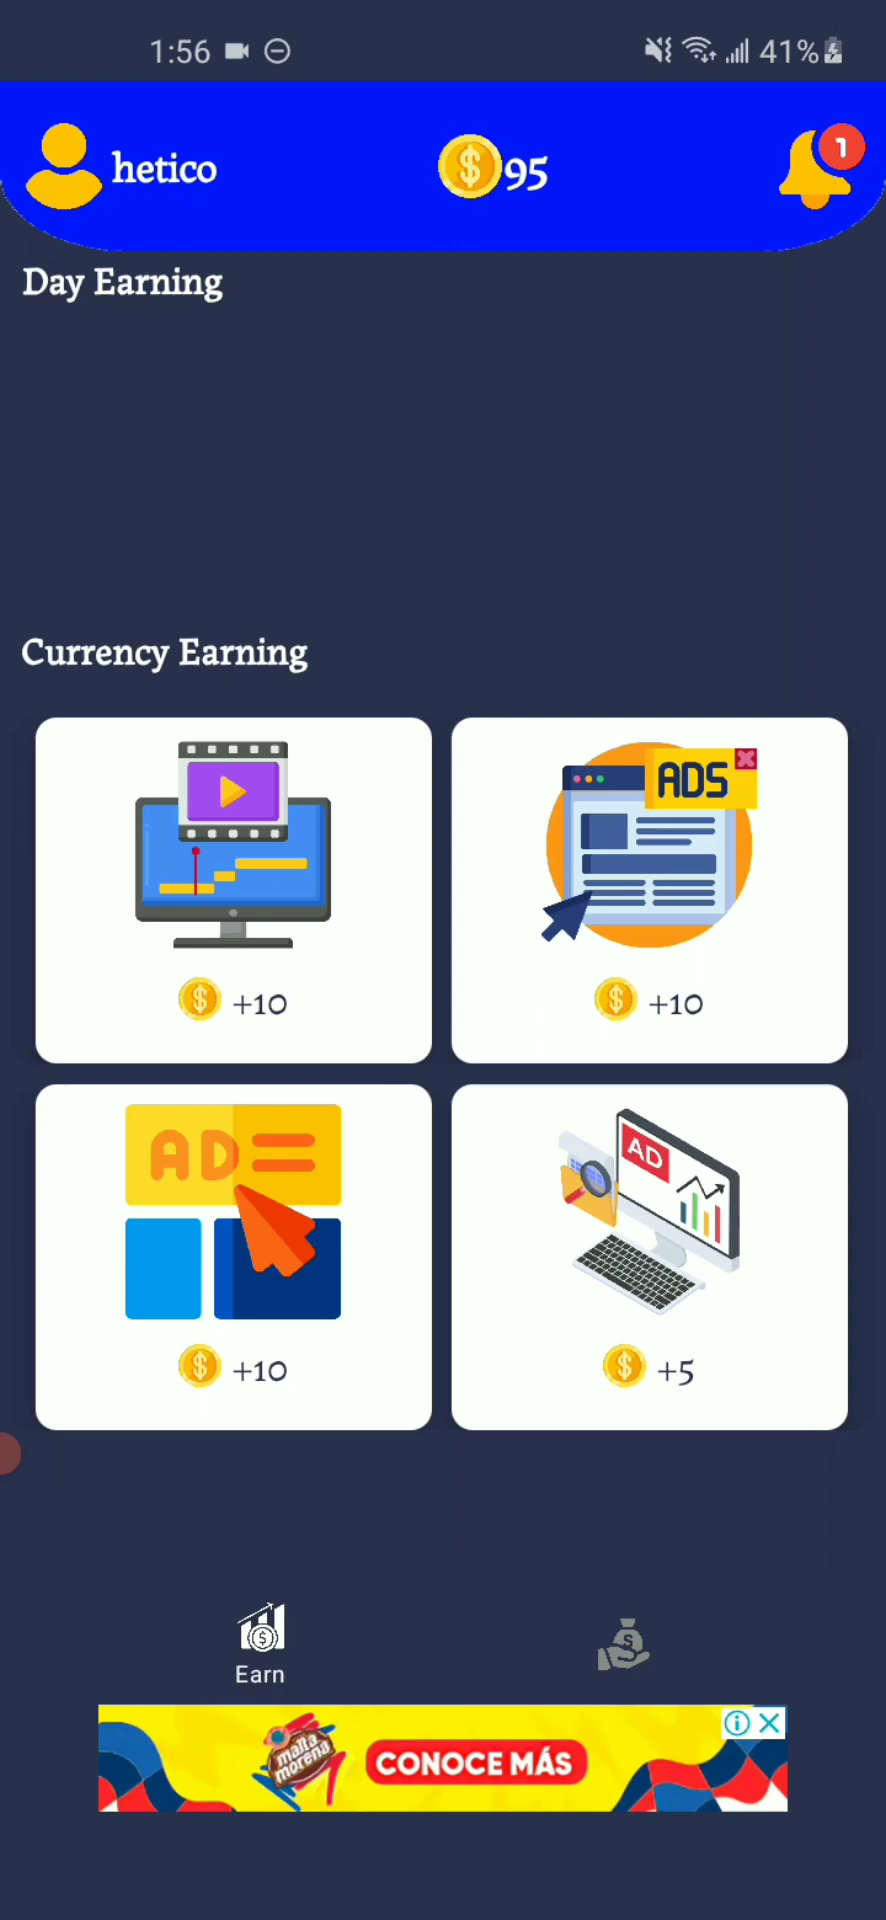 1:56
41%
hetico
95
1
Day Earning
Currency Earning
ADS
+10
+10
AD
AD
+10
+5
Earn
malta
morena
CONOCE MÁS